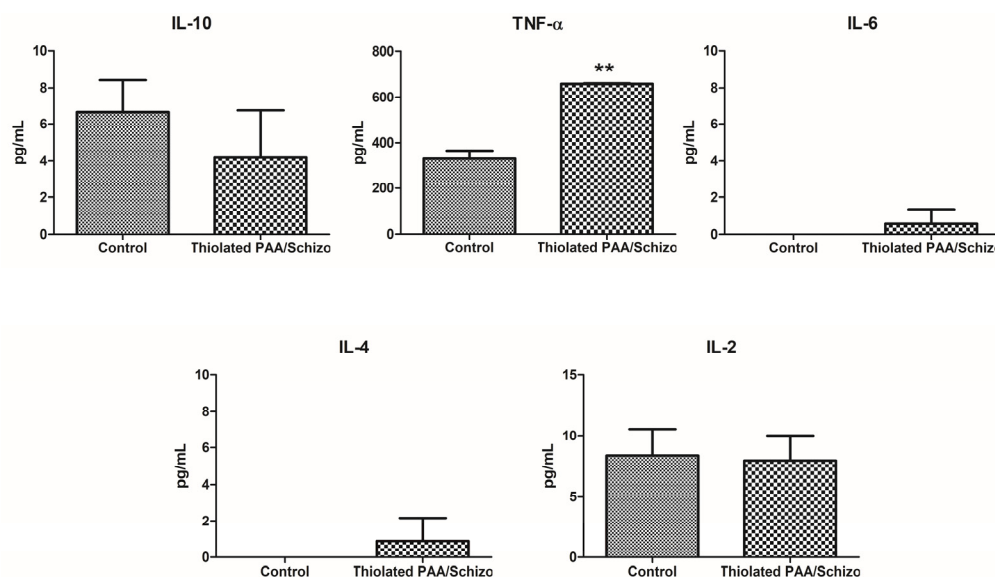 IL-10
10
8
6
4
2
0
pg/mL
Control
Thiolated PAA/Schizo
TNF-α
800
600
400
200
0
pg/mL
**
Control
Thiolated PAA/Schizo
IL-6
10
8
6
4
2
0
pg/mL
Control
Thiolated PAA/Schizo
IL-4
10
8
6
4
2
0
pg/mL
Control
Thiolated PAA/Schizo
IL-2
15
10
5
0
pg/mL
Control
Thiolated PAA/Schizo